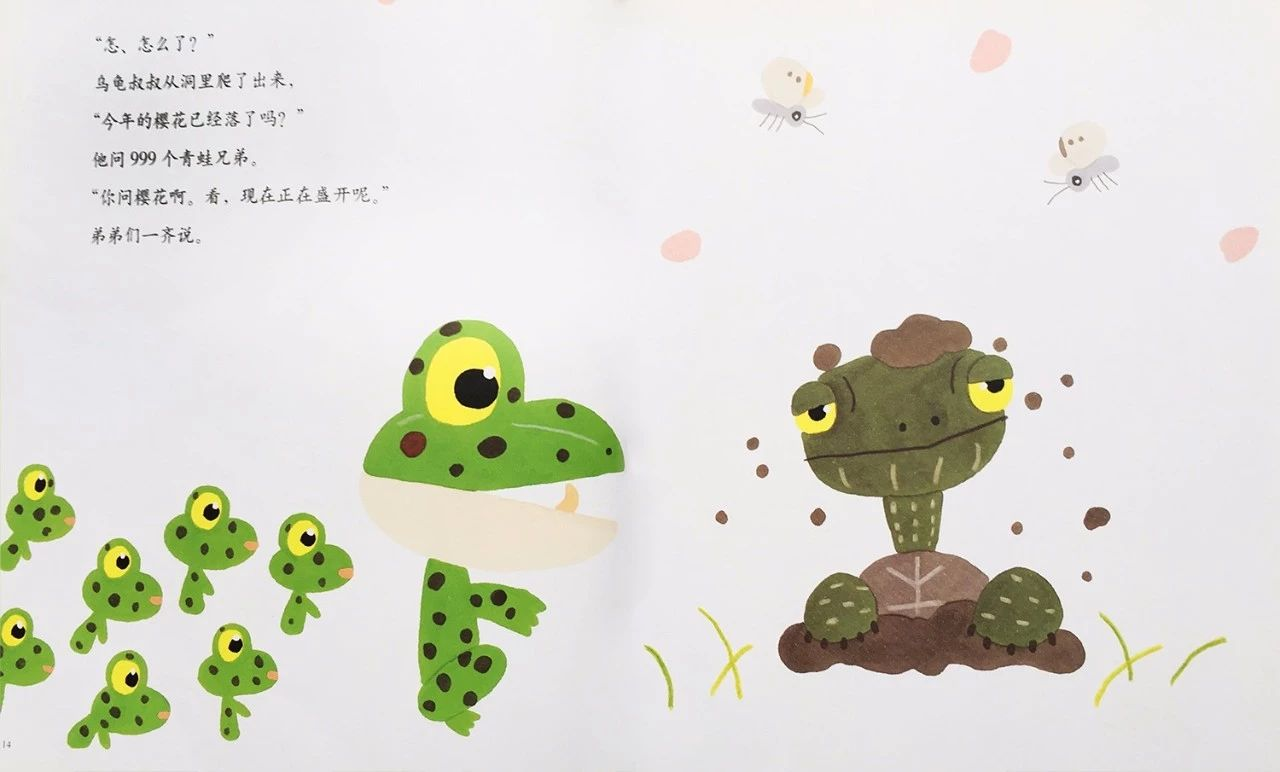 “怎、怎么了？”
乌龟叔叔从洞里爬了出来，
“今年的樱花已经落了吗？”
他问 999 个青蛙兄弟。
“你问樱花啊。看，现在正在盛开呢。”
弟弟们一齐说。
14